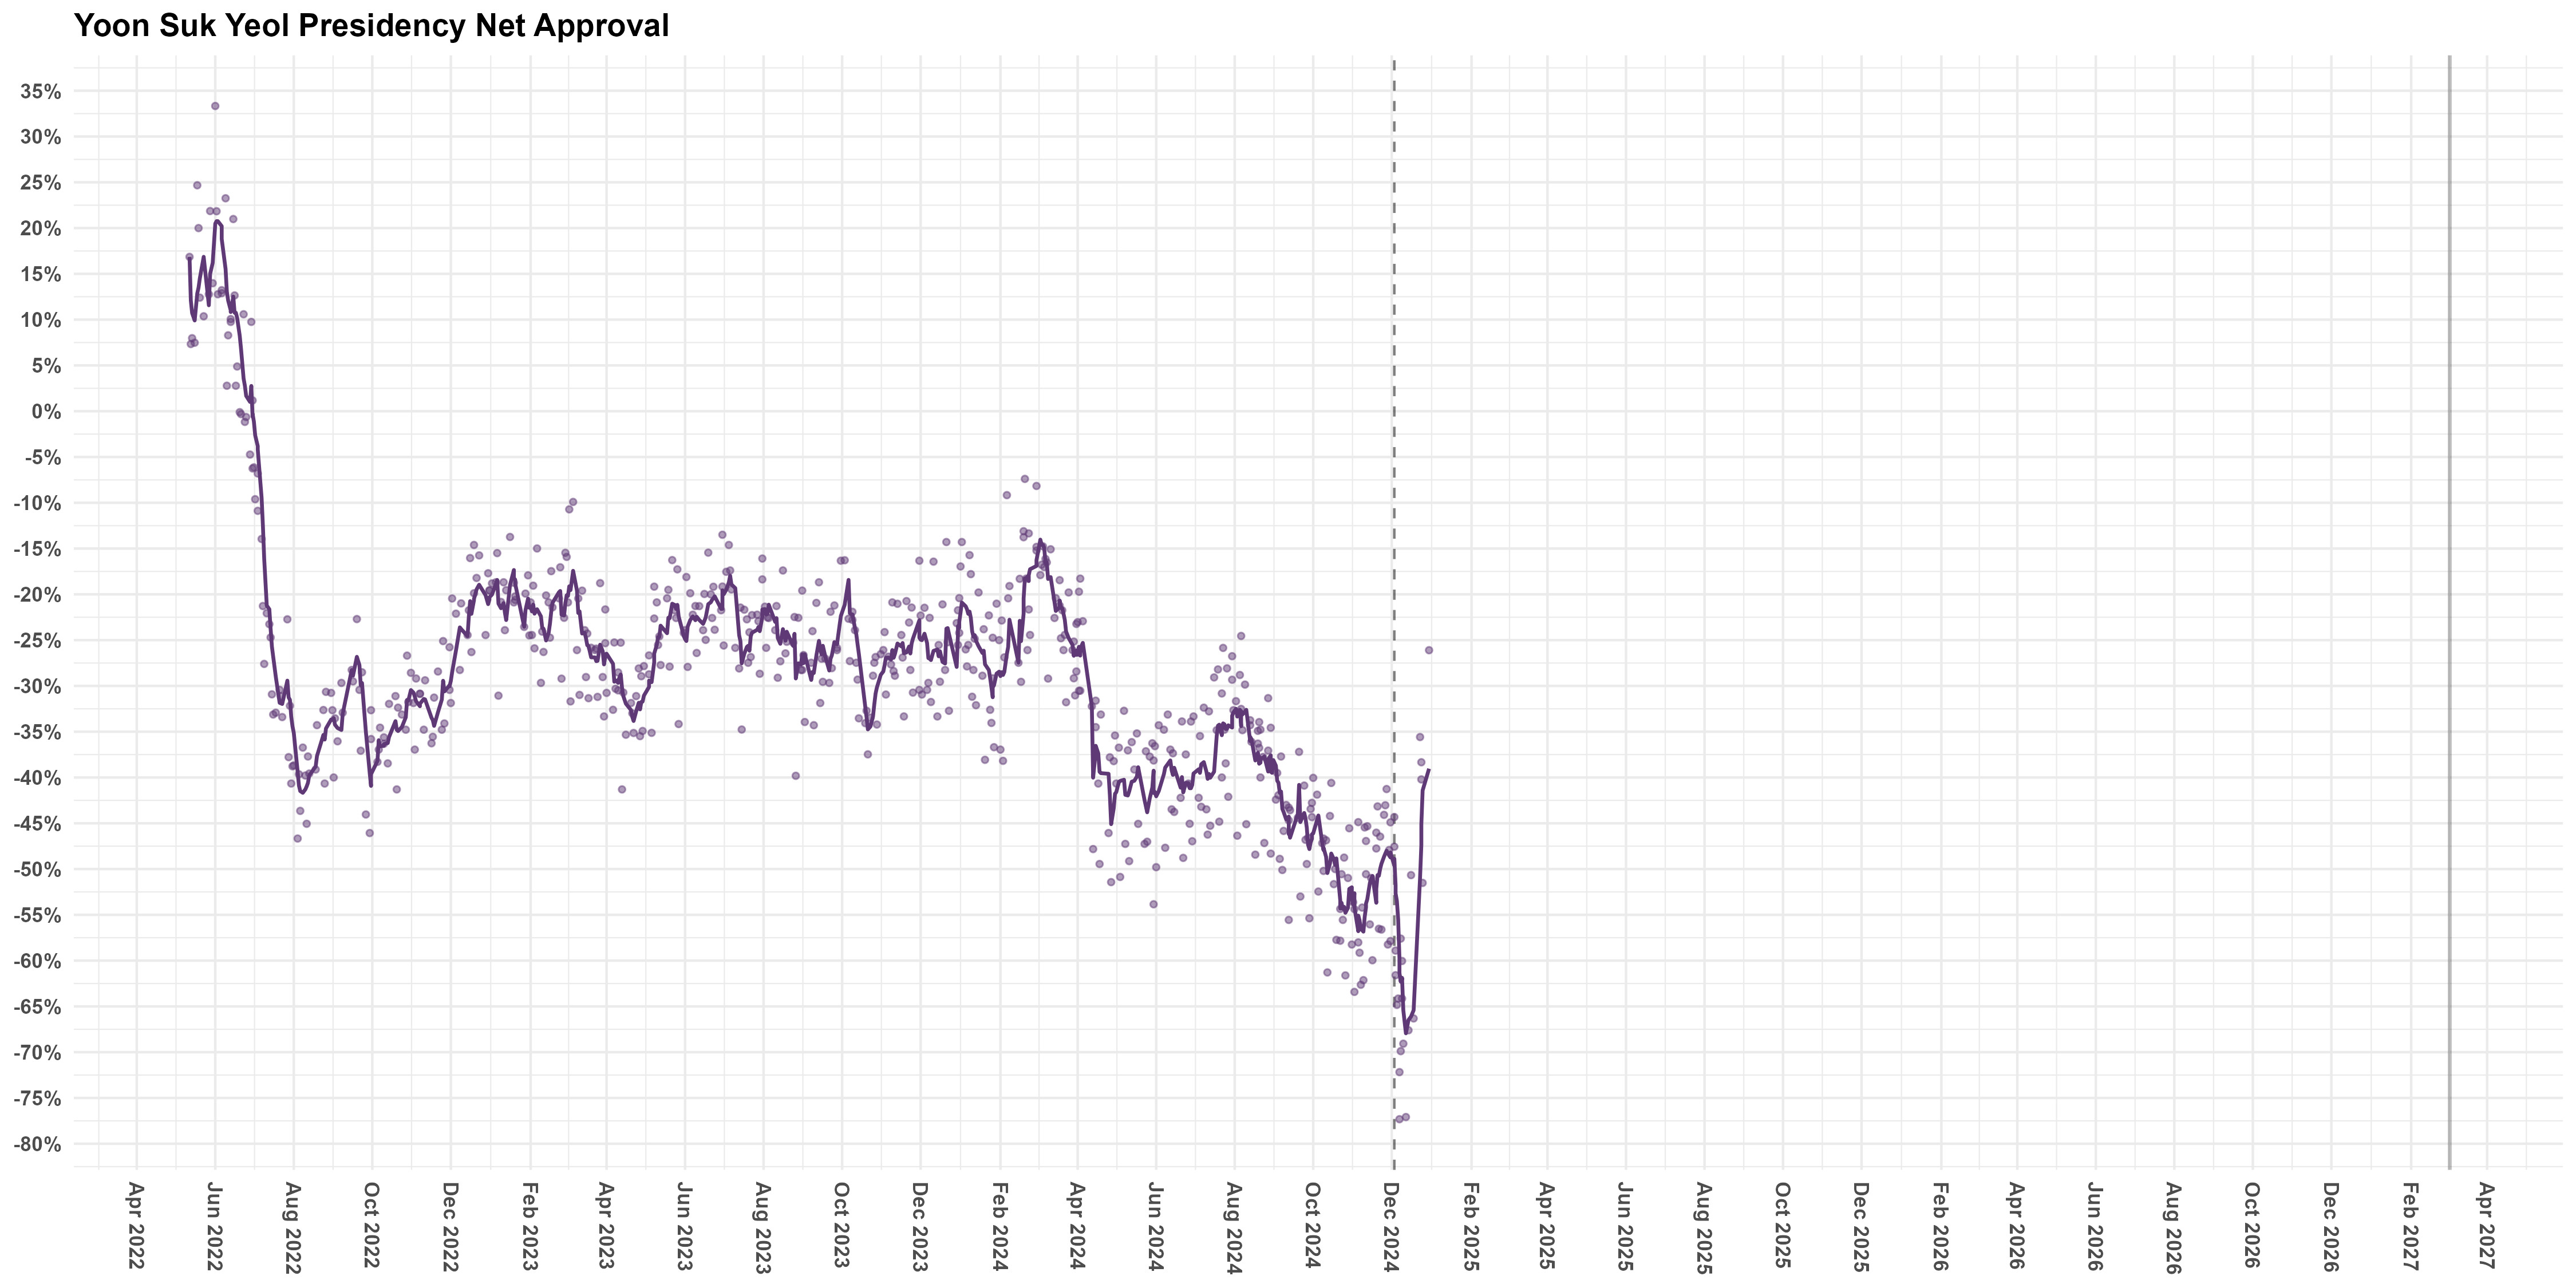 Yoon Suk Yeol Presidency Net Approval
35%
30%
25%
20%
15%
10%
5%
0%
-5%
-10%
-15%
-20%
-25%
-30%
-35%
-40%
-45%
-50%
-55%
-60%
-65%
-70%
-75%
-80%
Apr 2022
Jun 2022
Aug 2022
Oct 2022
Dec 2022
Feb 2023
Apr 2023
Jun 2023
Aug 2023
Oct 2023
Dec 2023
Feb 2024
Apr 2024
Jun 2024
Aug 2024
Oct 2024
Dec 2024
Feb 2025
Apr 2025
Jun 2025
Aug 2025
Oct 2025
Dec 2025
Feb 2026
Apr 2026
Jun 2026
Aug 2026
Oct 2026
Dec 2026
Feb 2027
Apr 2027